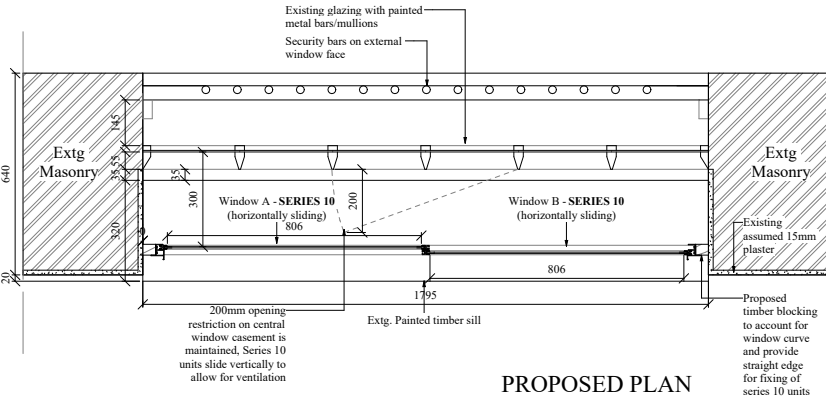 Existing glazing with painted
metal bars/mullions
Security bars on external
window face
Extg
Masonry
Extg
Masonry
640
145
55
35
35
300
200
320
20
Window A - SERIES 10
(horizontally sliding)
806
Window B - SERIES 10
(horizontally sliding)
806
1795
Existing
assumed 15mm
plaster
200mm opening
restriction on central
window casement is
maintained, Series 10
units slide vertically to
allow for ventilation
Extg. Painted timber sill
Proposed
timber blocking
to account for
window curve
and provide
straight edge
for fixing of
series 10 units
PROPOSED PLAN